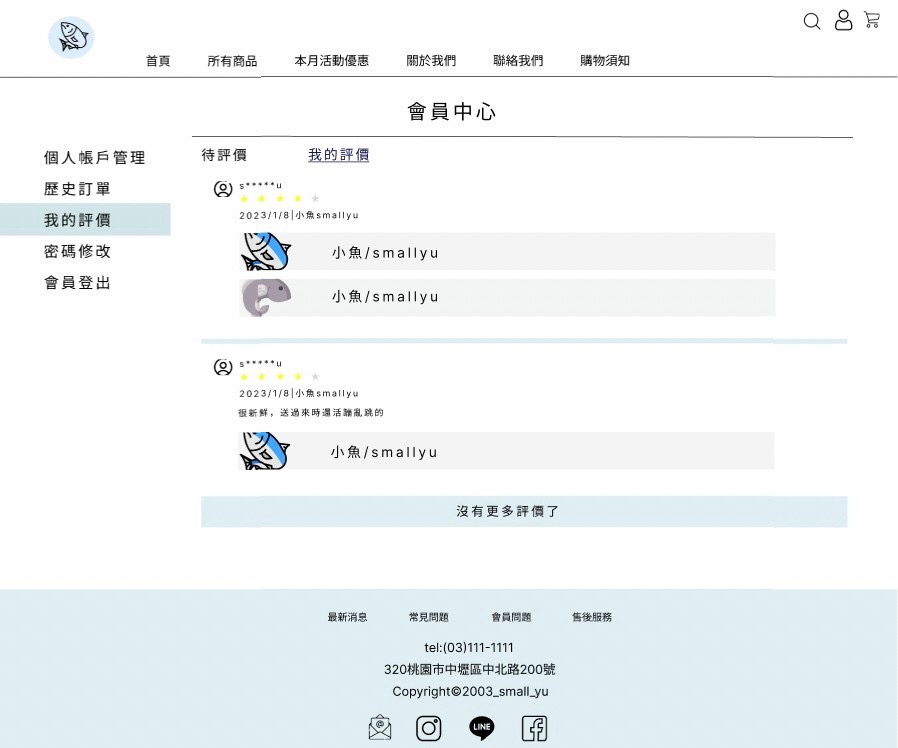 首頁 所有商品 本月活動優惠 關於我們 聯絡我們 購物須知
會員中心
個人帳戶管理
歷史訂單
我的評價
密碼修改
會員登出
待評價 我的評價
s*****u
2023/1/8|小魚smallyu
小魚/smallyu
小魚/smallyu
s*****u
2023/1/8|小魚smallyu
很新鮮，送過來時還活蹦亂跳的
小魚/smallyu
沒有更多評價了
最新消息 常見問題 會員問題 售後服務
tel:(03)111-1111
320桃園市中壢區中北路200號
Copyright©2003_small_yu
LINE